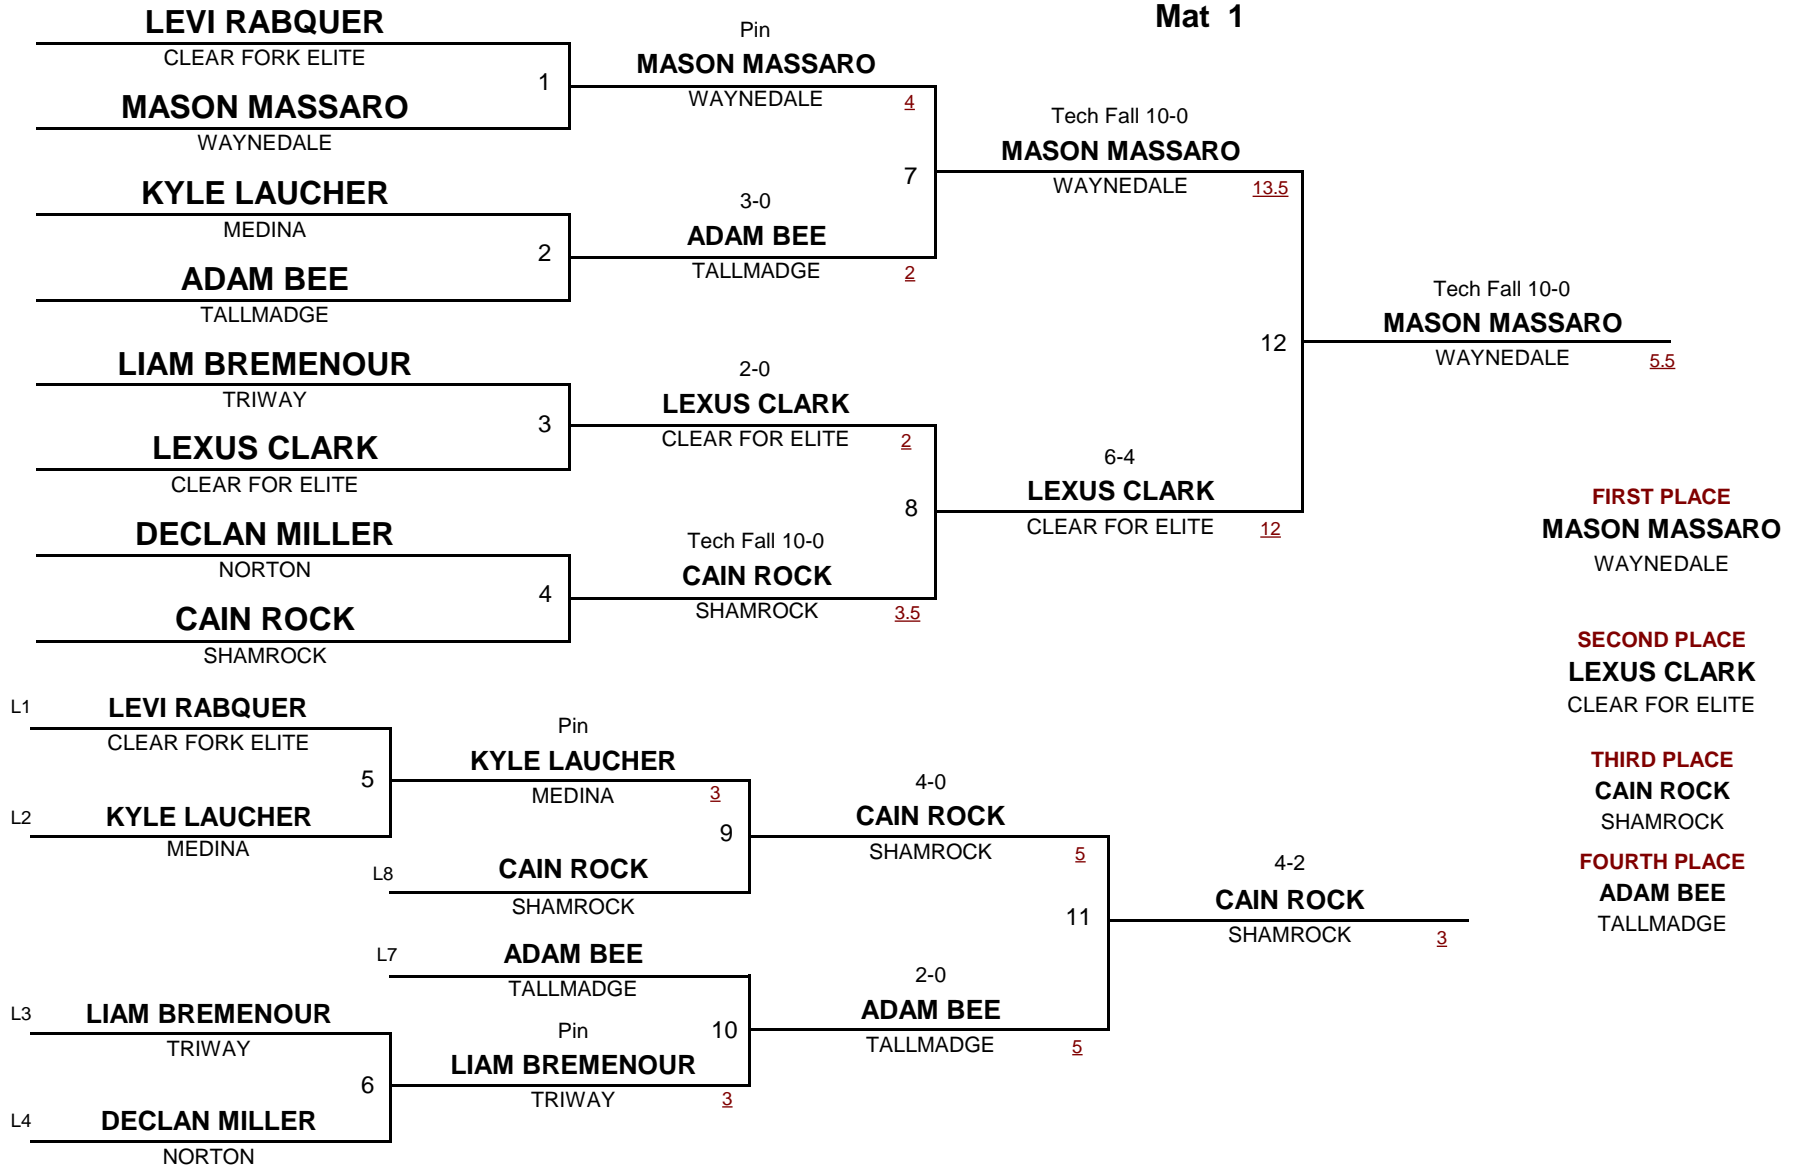 Mat 1
LEVI RABQUER
CLEAR FORK ELITE
1
MASON MASSARO
WAYNEDALE
KYLE LAUCHER
MEDINA
2
ADAM BEE
TALLMADGE
LIAM BREMENOUR
TRIWAY
3
LEXUS CLARK
CLEAR FOR ELITE
DECLAN MILLER
NORTON
4
CAIN ROCK
SHAMROCK
Pin
MASON MASSARO
WAYNEDALE 4
7
3-0
ADAM BEE
TALLMADGE 2
2-0
LEXUS CLARK
CLEAR FOR ELITE 2
8
Tech Fall 10-0
CAIN ROCK
SHAMROCK 3.5
Tech Fall 10-0
MASON MASSARO
WAYNEDALE 13.5
12
6-4
LEXUS CLARK
CLEAR FOR ELITE 12
Tech Fall 10-0
MASON MASSARO
WAYNEDALE 5.5
FIRST PLACE
MASON MASSARO
WAYNEDALE
SECOND PLACE
LEXUS CLARK
CLEAR FOR ELITE
THIRD PLACE
CAIN ROCK
SHAMROCK
FOURTH PLACE
ADAM BEE
TALLMADGE
L1 LEVI RABQUER
CLEAR FORK ELITE
5
L2 KYLE LAUCHER
MEDINA
L3 LIAM BREMENOUR
TRIWAY
6
L4 DECLAN MILLER
NORTON
Pin
KYLE LAUCHER
MEDINA 3
9
L8 CAIN ROCK
SHAMROCK
L7 ADAM BEE
TALLMADGE
10
Pin
LIAM BREMENOUR
TRIWAY 3
4-0
CAIN ROCK
SHAMROCK 5
11
2-0
ADAM BEE
TALLMADGE 5
4-2
CAIN ROCK
SHAMROCK 3